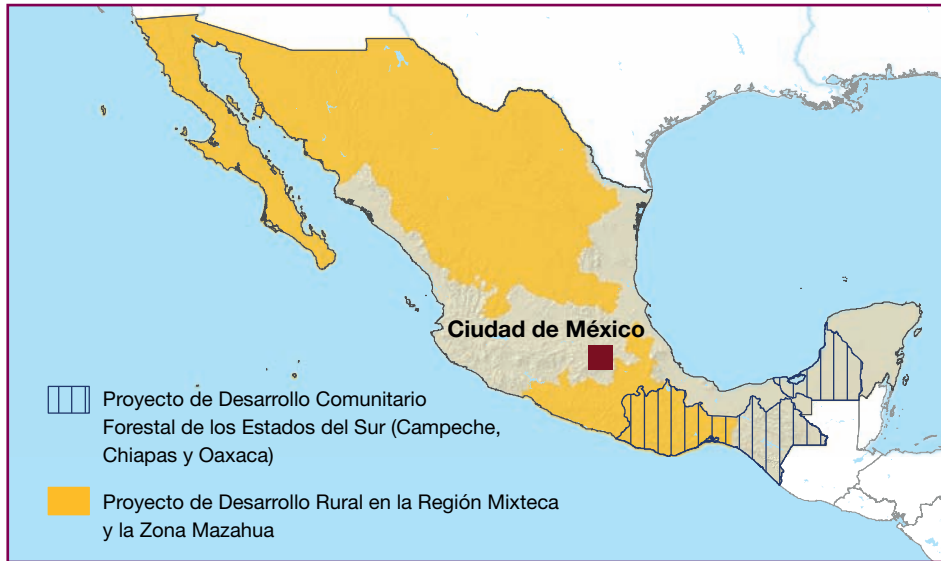 Ciudad de México
Proyecto de Desarrollo Comunitario
Forestal de los Estados del Sur (Campeche,
Chiapas y Oaxaca)
Proyecto de Desarrollo Rural en la Región Mixteca
y la Zona Mazahua